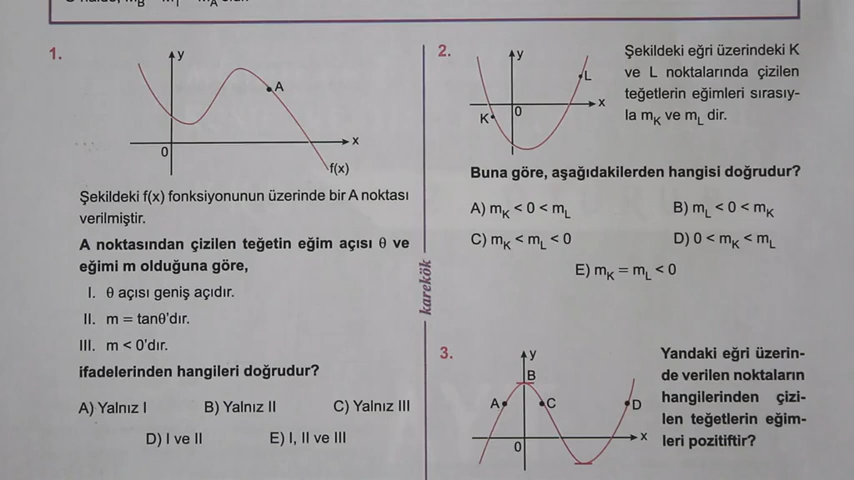 1.
y
A
x
0
f(x)
Şekildeki f(x) fonksiyonunun üzerinde bir A noktası
verilmiştir.
A noktasından çizilen teğetin eğim açısı θ ve
eğimi m olduğuna göre,
I. θ açısı geniş açıdır.
II. m = tanθ'dır.
III. m < 0'dır.
ifadelerinden hangileri doğrudur?
A) Yalnız I B) Yalnız II C) Yalnız III
D) I ve II E) I, II ve III
karekök
2.
y
L
x
K
0
Şekildeki eğri üzerindeki K
ve L noktalarında çizilen
teğetlerin eğimleri sırasıy-
la mK ve mL dir.
Buna göre, aşağıdakilerden hangisi doğrudur?
A) mK < 0 < mL B) mL < 0 < mK
C) mK < mL < 0 D) 0 < mK < mL
E) mK = mL < 0
3.
y
B
A
C
D
x
0
Yandaki eğri üzerin-
de verilen noktaların
hangilerinden çizi-
len teğetlerin eğim-
leri pozitiftir?